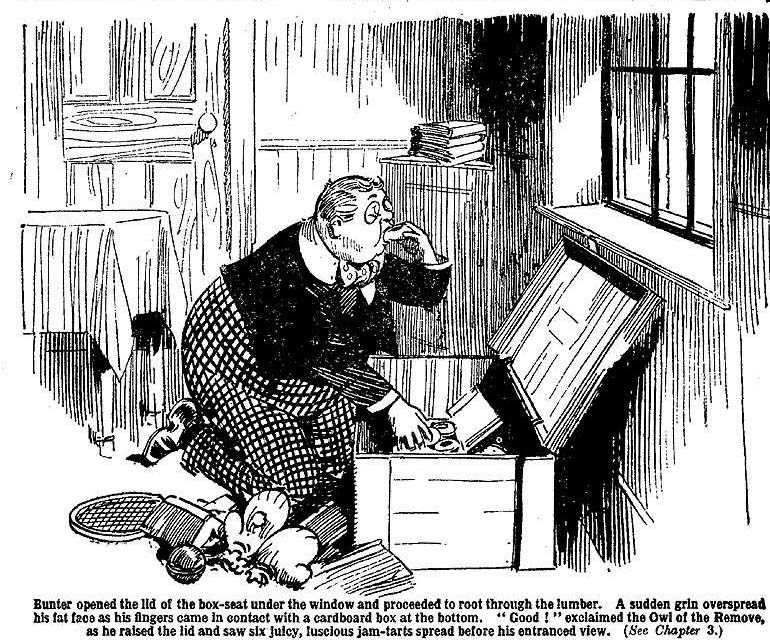 Bunter opened the lid of the box-seat under the window and proceeded to root through the lumber. A sudden grin overspread
his fat face as his fingers came in contact with a cardboard box at the bottom. "Good!" exclaimed the Owl of the Remove,
as he raised the lid and saw six juicy, luscious jam-tarts spread before his entranced view. (See Chapter 3.)